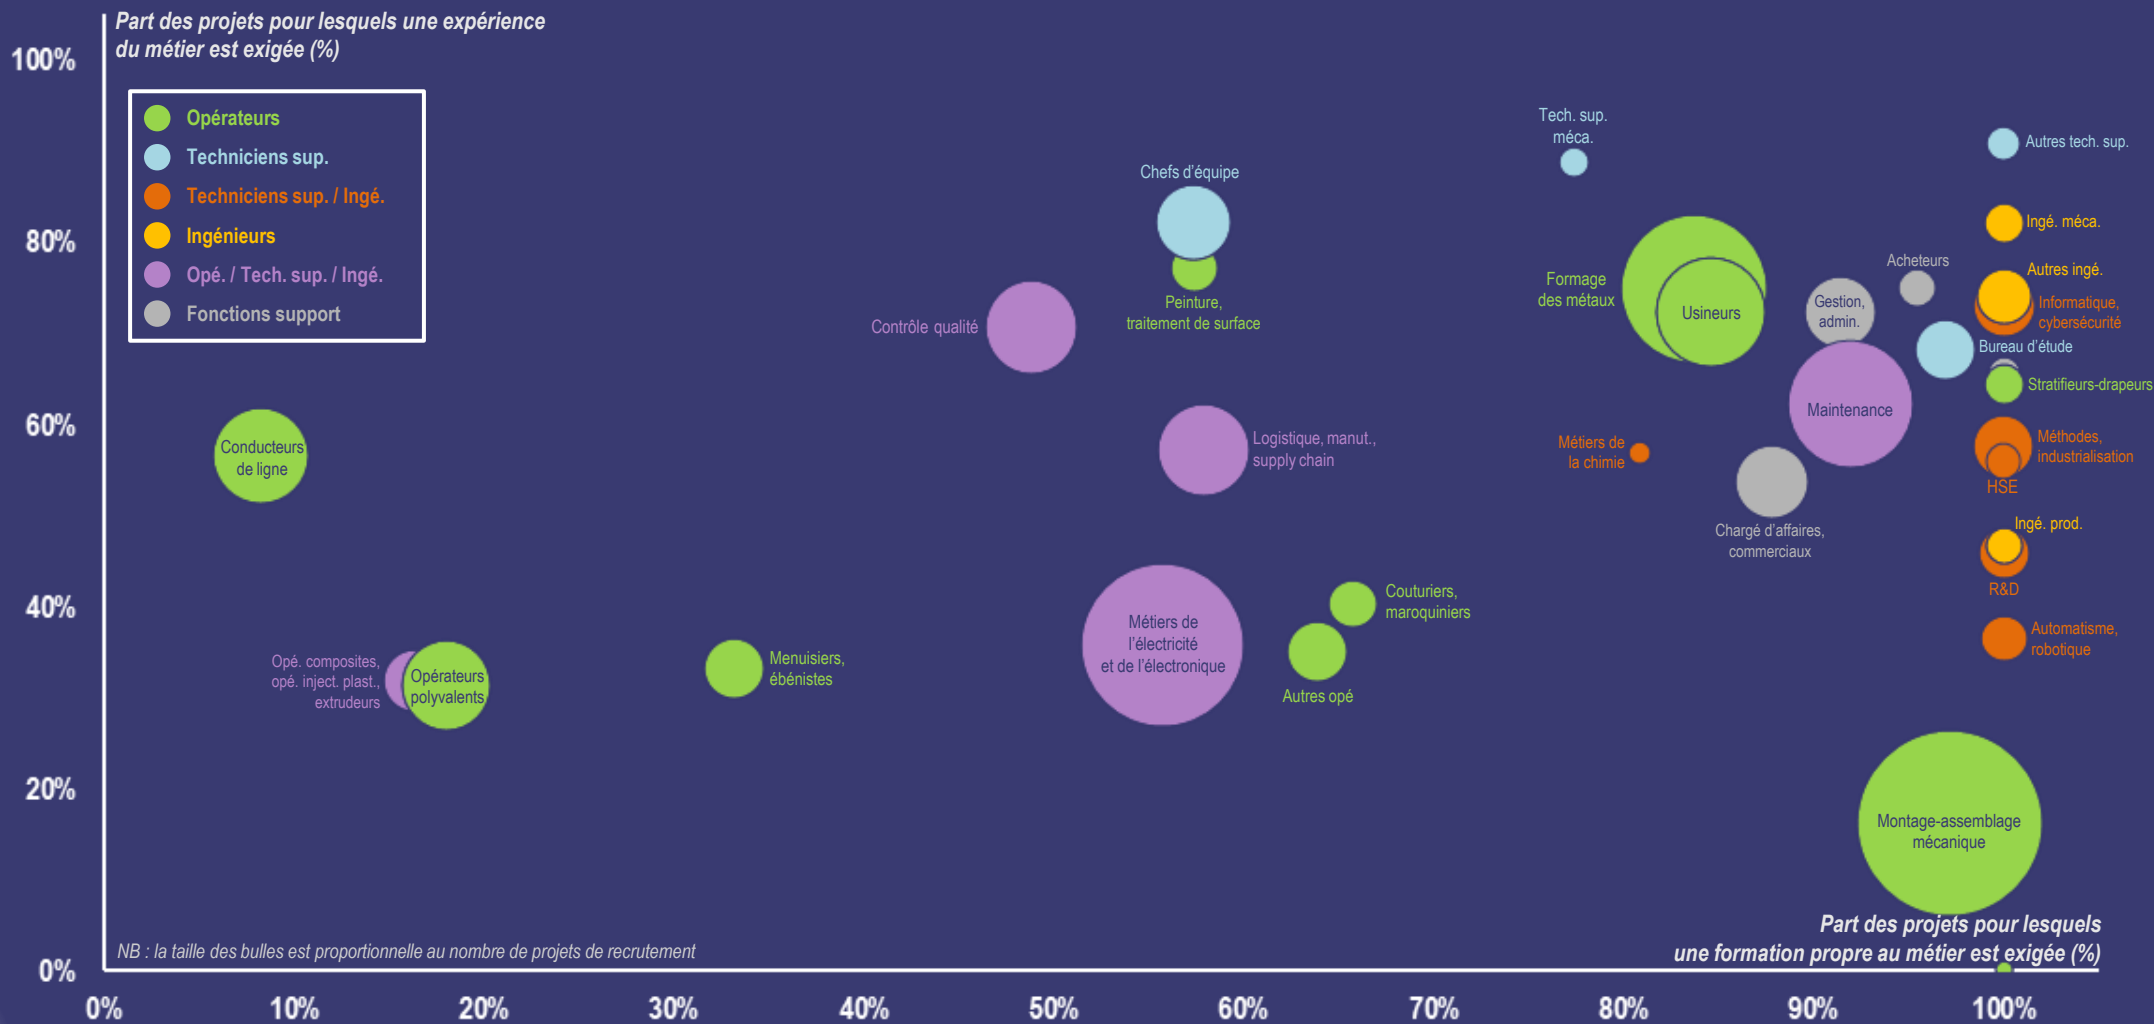 Part des projets pour lesquels une expérience
du métier est exigée (%)
100%
80%
60%
40%
20%
0%
Opérateurs
Techniciens sup.
Techniciens sup. / Ingé.
Ingénieurs
Opé. / Tech. sup. / Ingé.
Fonctions support
Tech. sup.
méca.
Autres tech. sup.
Chefs d'équipe
Ingé. méca.
Acheteurs
Autres ingé.
Formage
des métaux
Peinture,
traitement de surface
Gestion,
admin.
Informatique,
cybersécurité
Usineurs
Contrôle qualité
Bureau d'étude
Stratifieurs-drapeurs
Maintenance
Conducteurs
de ligne
Logistique, manut.,
supply chain
Métiers de
la chimie
Méthodes,
industrialisation
HSE
Chargé d'affaires,
commerciaux
Ingé. prod.
R&D
Couturiers,
maroquiniers
Métiers de
l'électricité
et de l'électronique
Automatisme,
robotique
Opé. composites,
opé. inject. plast.,
extrudeurs
Opérateurs
polyvalents
Menuisiers,
ébénistes
Autres opé
Montage-assemblage
mécanique
Part des projets pour lesquels
une formation propre au métier est exigée (%)
NB : la taille des bulles est proportionnelle au nombre de projets de recrutement
0%
10%
20%
30%
40%
50%
60%
70%
80%
90%
100%